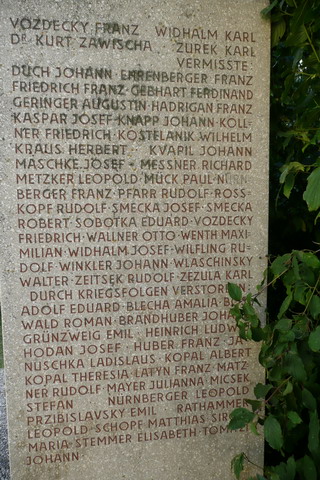 VOZDECKY FRANZ WIDHALM KARL
DR KURT ZAWISCHA ZUREK KARL
VERMISSTE
DUCH JOHANN EHRENBERGER FRANZ
FRIEDRICH FRANZ GEBHART FERDINAND
GERINGER AUGUSTIN HADRIGAN FRANZ
KASPAR JOSEF KNAPP JOHANN KÖLL-
NER FRIEDRICH KOSTELANIK WILHELM
KRAUS HERBERT KVAPIL JOHANN
MASCHKE JOSEF MESSNER RICHARD
METZKER LEOPOLD MÜCK PAUL NÜRN-
BERGER FRANZ PFARR RUDOLF ROSS-
KOPF RUDOLF SMECKA JOSEF SMECKA
ROBERT SOBOTKA EDUARD VOZDECKY
FRIEDRICH WALLNER OTTO WENTH MAXI-
MILIAN WIDHALM JOSEF WILFLING RU-
DOLF WINKLER JOHANN WLASCHINSKY
WALTER ZEITSEK RUDOLF ZEZULA KARL
DURCH KRIEGSFOLGEN VERSTORBEN
ADOLF EDUARD BLECHA AMALIA
WALD ROMAN BRANDHUBER
GRÜNZWEIG EMIL HEINRICH LUDWIG
HODAN JOSEF HUBER FRANZ JA-
NUSCHKA LADISLAUS KOPAL ALBERT
KOPAL THERESIA LATYN FRANZ MATZ
NER RUDOLF MAYER JULIANNA MICSEK
STEFAN NÜRNBERGER LEOPOLD
PRZIBISLAVSKY EMIL RATHAMMER
LEOPOLD SCHOPF MATTHIAS
MARIA STEMMER ELISABETH
JOHANN